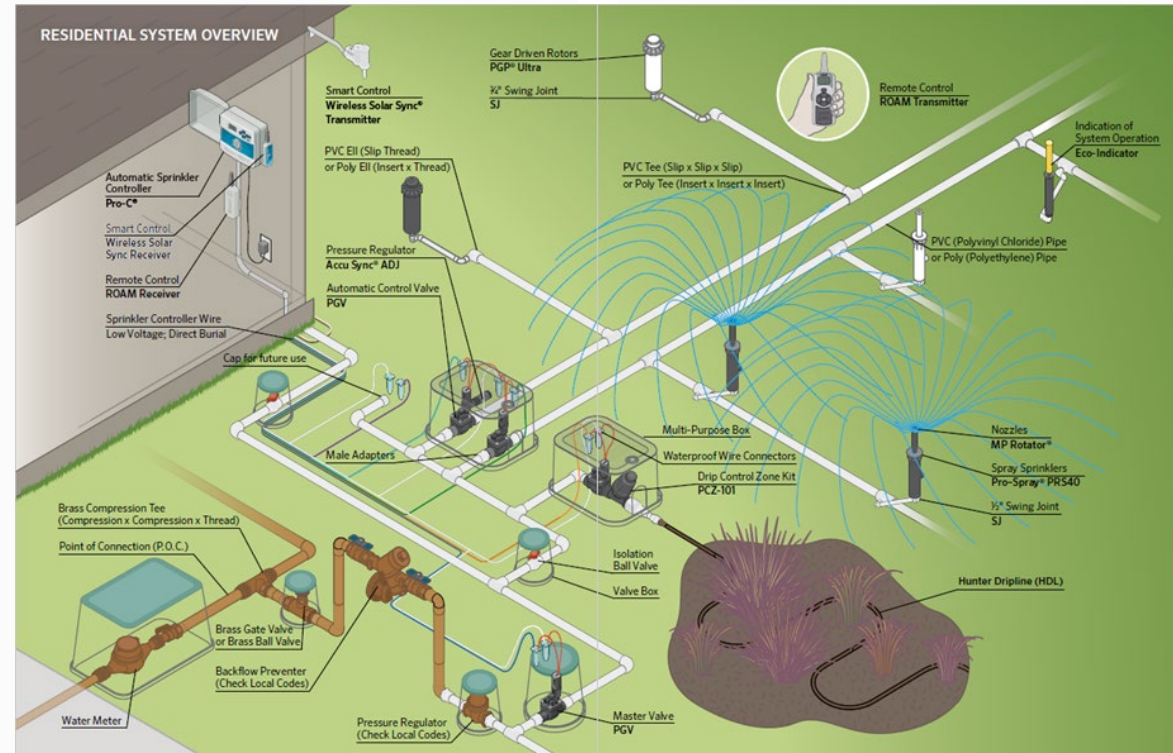 RESIDENTIAL SYSTEM OVERVIEW
Smart Control
Wireless Solar Sync®
Transmitter
Gear Driven Rotors
PGP® Ultra
¾" Swing Joint
SJ
Remote Control
ROAM Transmitter
Indication of
System Operation
Eco-Indicator
PVC Ell (Slip Thread)
or Poly Ell (Insert x Thread)
PVC Tee (Slip x Slip x Slip)
or Poly Tee (Insert x Insert x Insert)
Automatic Sprinkler
Controller
Pro-C®
Smart Control
Wireless Solar
Sync Receiver
Remote Control
ROAM Receiver
Pressure Regulator
Accu Sync® ADJ
Automatic Control Valve
PGV
PVC (Polyvinyl Chloride) Pipe
or Poly (Polyethylene) Pipe
Sprinkler Controller Wire
Low Voltage; Direct Burial
Cap for future use
Male Adapters
Multi-Purpose Box
Waterproof Wire Connectors
Drip Control Zone Kit
PCZ-101
Nozzles
MP Rotator®
Spray Sprinklers
Pro-Spray® PRS40
½" Swing Joint
SJ
Brass Compression Tee
(Compression x Compression x Thread)
Point of Connection (P.O.C.)
Isolation
Ball Valve
Valve Box
Hunter Dripline (HDL)
Brass Gate Valve
or Brass Ball Valve
Backflow Preventer
(Check Local Codes)
Water Meter
Pressure Regulator
(Check Local Codes)
Master Valve
PGV